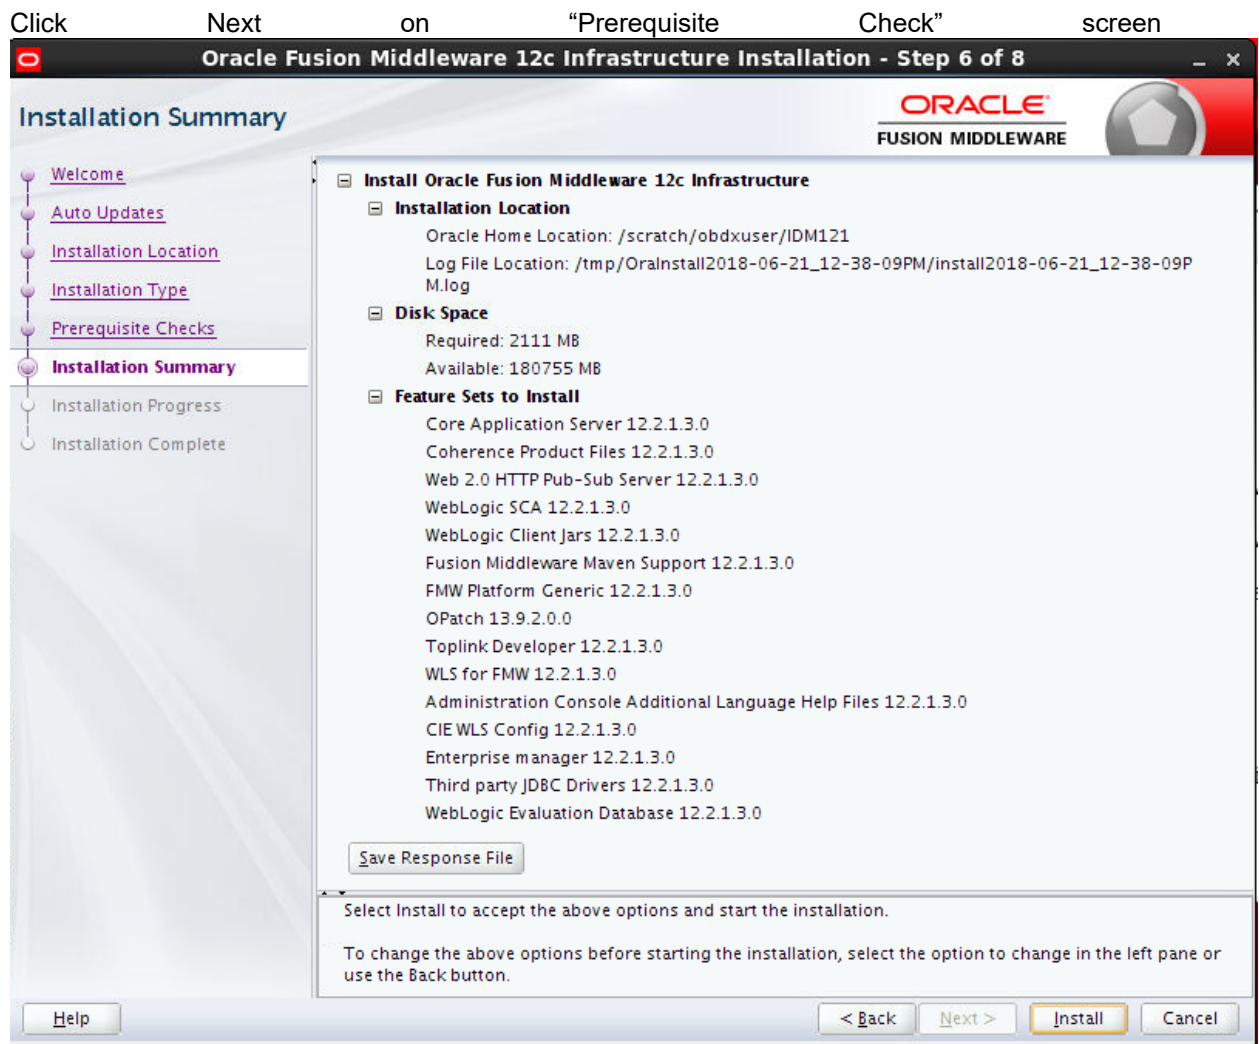 Click Next on “Prerequisite Check” screen
Oracle Fusion Middleware 12c Infrastructure Installation - Step 6 of 8
Installation Summary
ORACLE
FUSION MIDDLEWARE
Welcome
Auto Updates
Installation Location
Installation Type
Prerequisite Checks
Installation Summary
Installation Progress
Installation Complete
Install Oracle Fusion Middleware 12c Infrastructure
Installation Location
Oracle Home Location: /scratch/obdxuser/IDM121
Log File Location: /tmp/OraInstall2018-06-21_12-38-09PM/install2018-06-21_12-38-09P
M.log
Disk Space
Required: 2111 MB
Available: 180755 MB
Feature Sets to Install
Core Application Server 12.2.1.3.0
Coherence Product Files 12.2.1.3.0
Web 2.0 HTTP Pub-Sub Server 12.2.1.3.0
WebLogic SCA 12.2.1.3.0
WebLogic Client Jars 12.2.1.3.0
Fusion Middleware Maven Support 12.2.1.3.0
FMW Platform Generic 12.2.1.3.0
OPatch 13.9.2.0.0
Toplink Developer 12.2.1.3.0
WLS for FMW 12.2.1.3.0
Administration Console Additional Language Help Files 12.2.1.3.0
CIE WLS Config 12.2.1.3.0
Enterprise manager 12.2.1.3.0
Third party JDBC Drivers 12.2.1.3.0
WebLogic Evaluation Database 12.2.1.3.0
Save Response File
Select Install to accept the above options and start the installation.
To change the above options before starting the installation, select the option to change in the left pane or
use the Back button.
Help
< Back
Next >
Install
Cancel